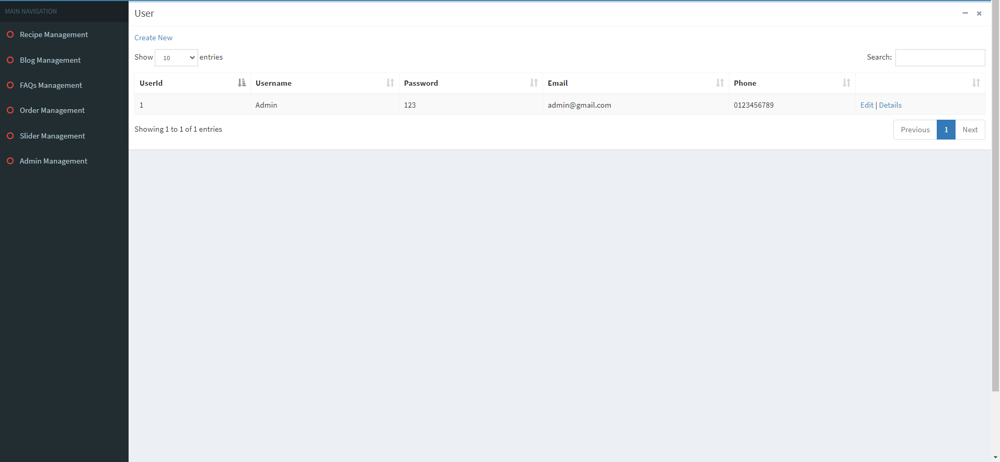 MAIN NAVIGATION
Recipe Management
Blog Management
FAQs Management
Order Management
Slider Management
Admin Management
User
Create New
Show 10 entries
Search:
UserId Username Password Email Phone
1 Admin 123 admin@gmail.com 0123456789 Edit | Details
Showing 1 to 1 of 1 entries
Previous 1 Next